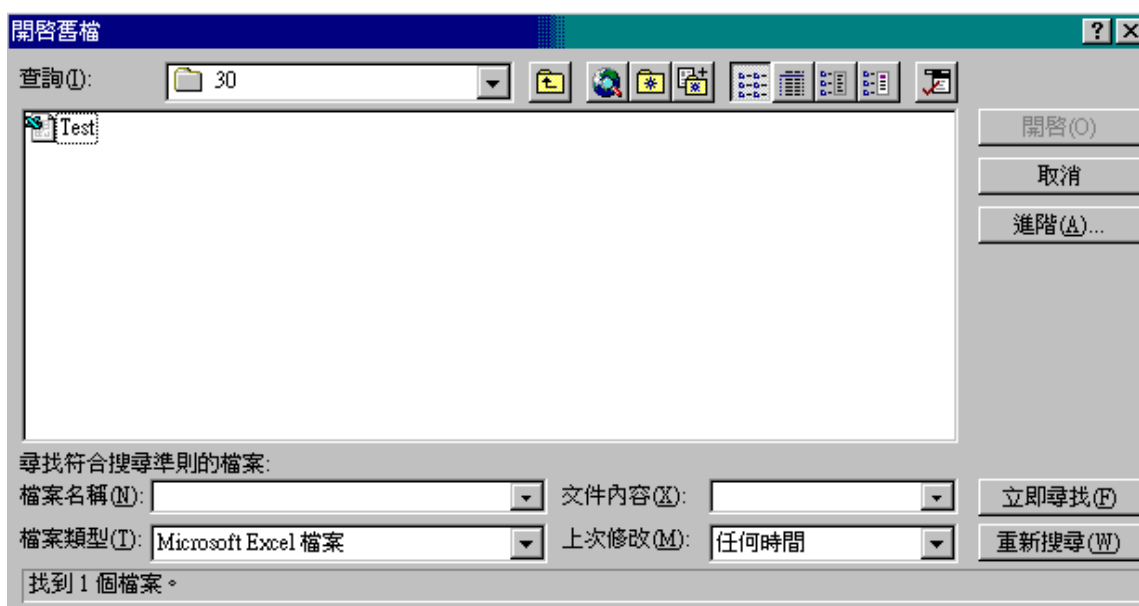 開啓舊檔
查詢(I):
30
Test
開啓(O)
取消
進階(A)...
尋找符合搜尋準則的檔案:
檔案名稱(N):
文件內容(X):
立即尋找(F)
檔案類型(T):
Microsoft Excel 檔案
上次修改(M):
任何時間
重新搜尋(W)
找到 1 個檔案。